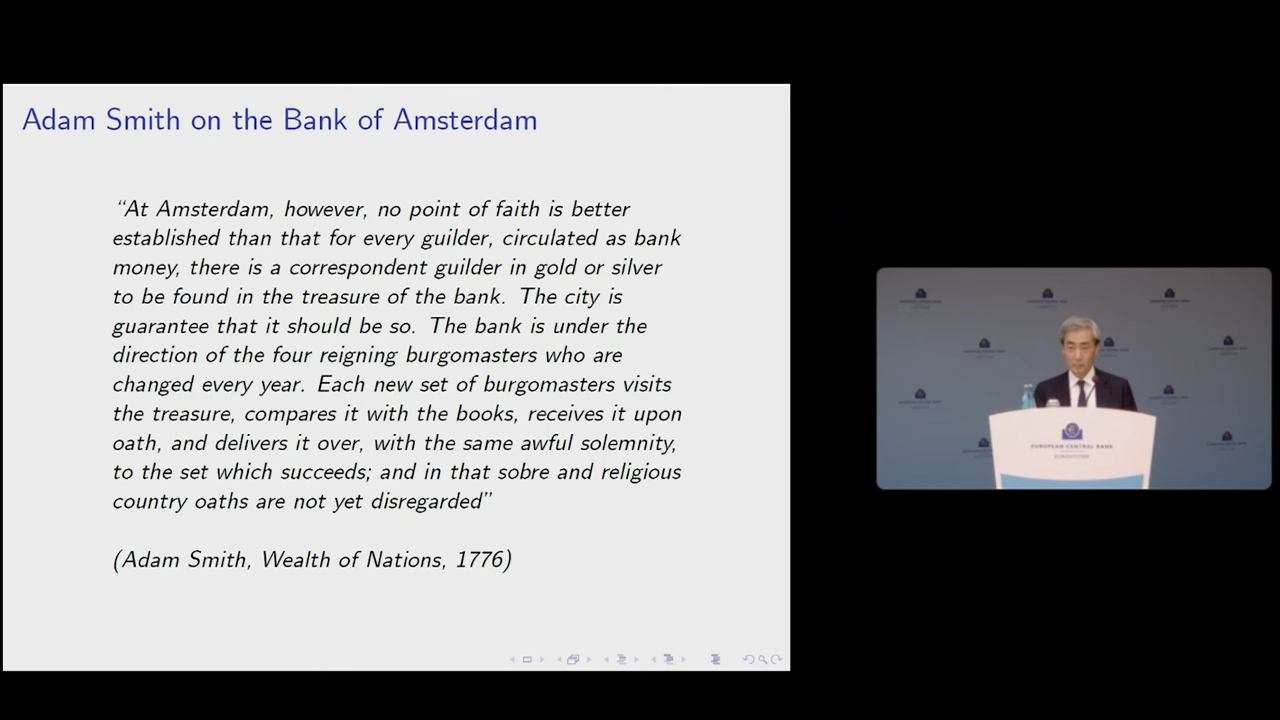 Adam Smith on the Bank of Amsterdam
“At Amsterdam, however, no point of faith is better
established than that for every guilder, circulated as bank
money, there is a correspondent guilder in gold or silver
to be found in the treasure of the bank. The city is
guarantee that it should be so. The bank is under the
direction of the four reigning burgomasters who are
changed every year. Each new set of burgomasters visits
the treasure, compares it with the books, receives it upon
oath, and delivers it over, with the same awful solemnity,
to the set which succeeds; and in that sobre and religious
country oaths are not yet disregarded”
(Adam Smith, Wealth of Nations, 1776)
EUROPEAN CENTRAL BANK
EUROSYSTEM